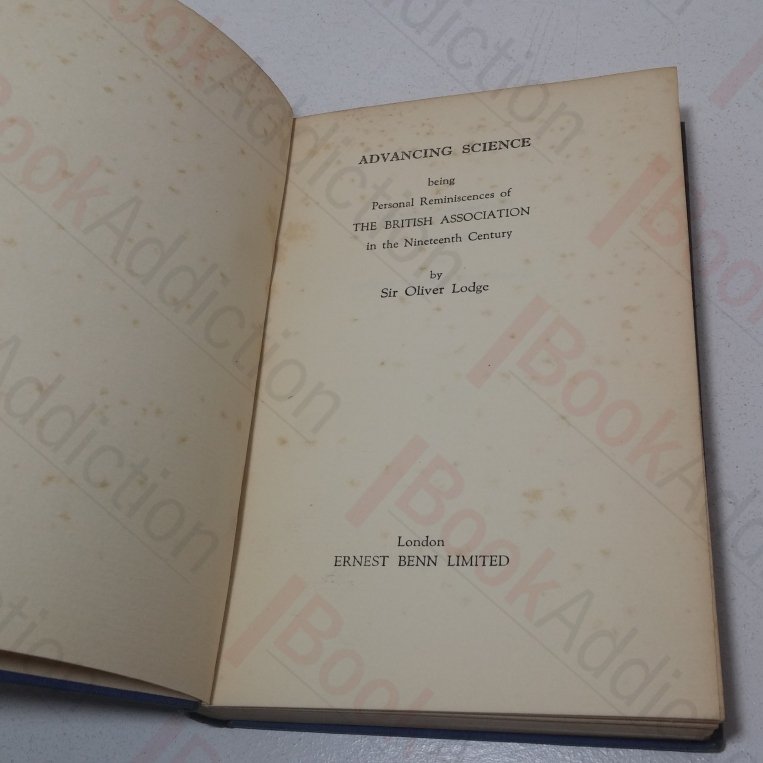 ADVANCING SCIENCE
being
Personal Reminiscences of
THE BRITISH ASSOCIATION
in the Nineteenth Century
by
Sir Oliver Lodge
London
ERNEST BENN LIMITED
BookAddiction